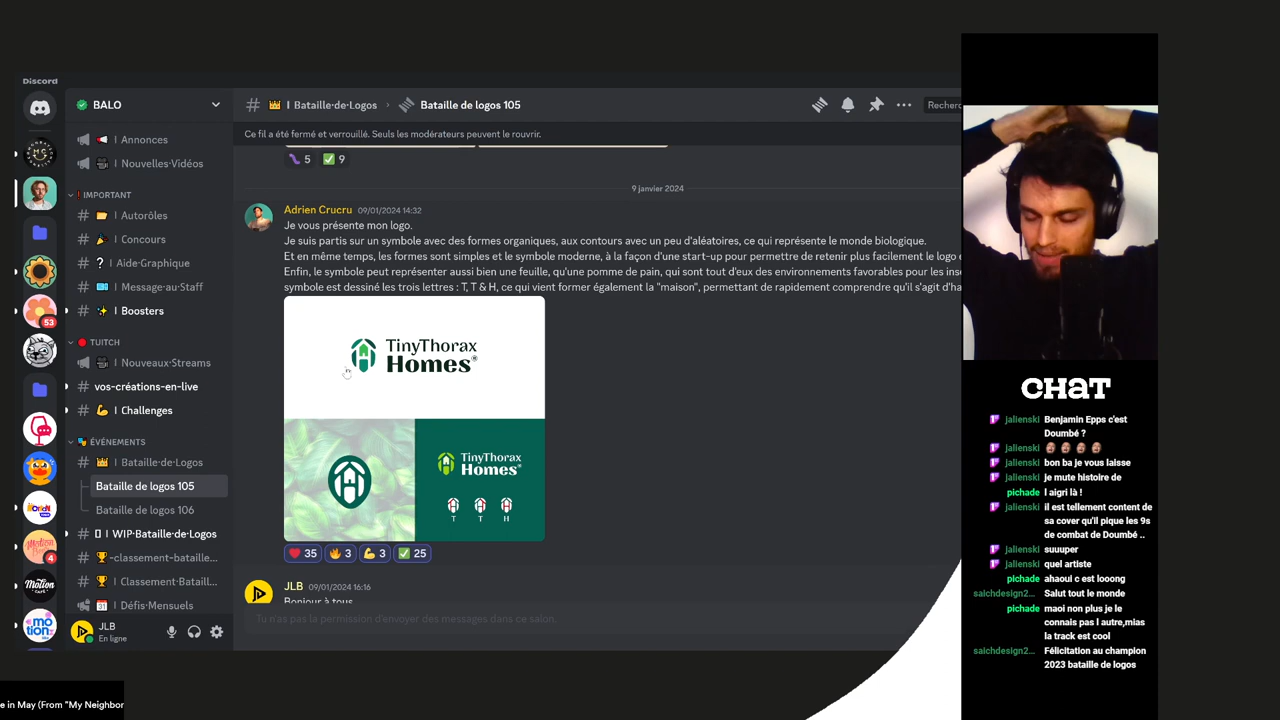 Discord
BALO
Annonces
Nouvelles·Vidéos
IMPORTANT
Autorôles
Concours
Aide·Graphique
Message·au·Staff
Boosters
TUITCH
Nouveaux·Streams
vos-créations-en-live
Challenges
ÉVÉNEMENTS
Bataille·de·Logos
Bataille de logos 105
Bataille de logos 106
WIP·Bataille·de·Logos
-classement-bataille...
Classement·Bataill...
Défis·Mensuels
JLB
En ligne
53
4
Bataille·de·Logos
Bataille de logos 105
Recherc
Ce fil a été fermé et verrouillé. Seuls les modérateurs peuvent le rouvrir.
5
9
9 janvier 2024
Adrien Crucru 09/01/2024 14:32
Je vous présente mon logo.
Je suis partis sur un symbole avec des formes organiques, aux contours avec un peu d'aléatoires, ce qui représente le monde biologique.
Et en même temps, les formes sont simples et le symbole moderne, à la façon d'une start-up pour permettre de retenir plus facilement le logo
Enfin, le symbole peut représenter aussi bien une feuille, qu'une pomme de pain, qui sont tout d'eux des environnements favorables pour les inse
symbole est dessiné les trois lettres : T, T & H, ce qui vient former également la "maison", permettant de rapidement comprendre qu'il s'agit d'ha
TinyThorax
Homes®
TinyThorax
Homes®
T T H
35
3
3
25
JLB 09/01/2024 16:16
Bonjour à tous
Tu n'as pas la permission d'envoyer des messages dans ce salon.
CHAT
jalienski Benjamin Epps c'est
Doumbé ?
jalienski
jalienski bon ba je vous laisse
jalienski je mute histoire de
pichade l aigri là !
jalienski il est tellement content de
sa cover qu'il pique les 9s
de combat de Doumbé ..
jalienski suuuper
jalienski quel artiste
pichade ahaoui c est looong
saichdesign2... Salut tout le monde
pichade maoi non plus je le
connais pas l autre,mias
la track est cool
saichdesign2... Félicitation au champion
2023 bataille de logos
e in May (From "My Neighbor